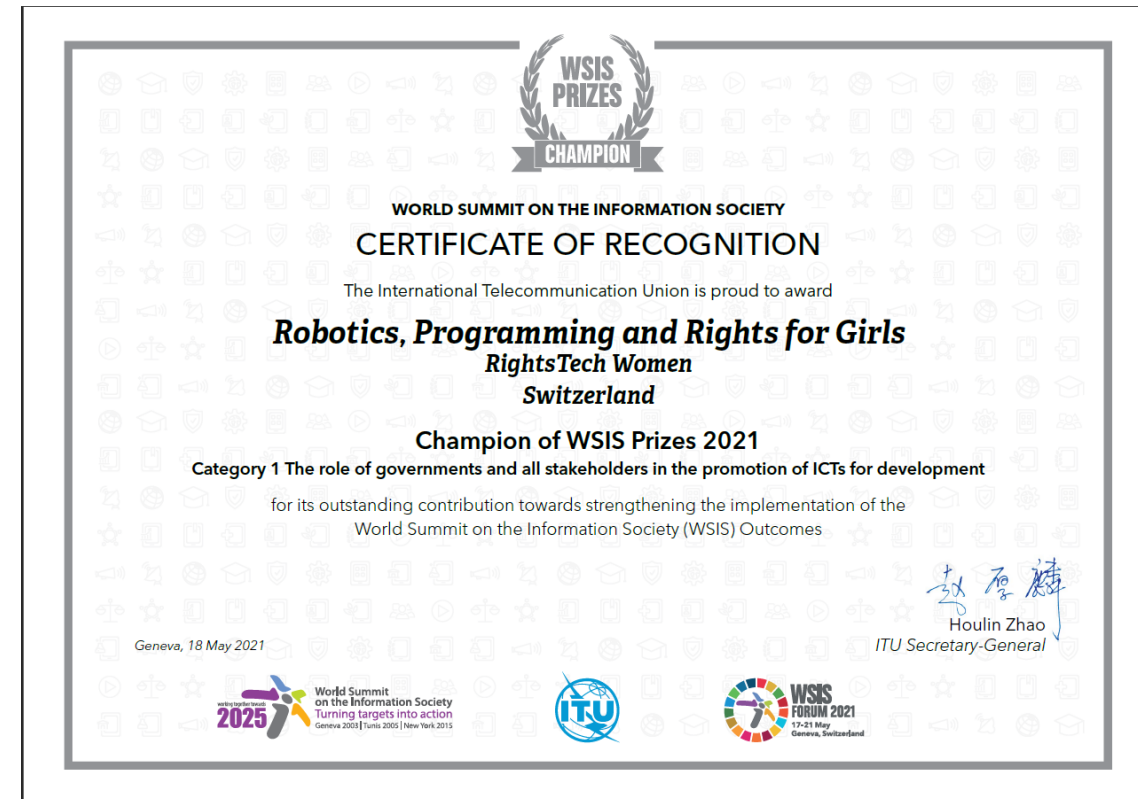 WSIS
PRIZES
CHAMPION
WORLD SUMMIT ON THE INFORMATION SOCIETY
CERTIFICATE OF RECOGNITION
The International Telecommunication Union is proud to award
Robotics, Programming and Rights for Girls
RightsTech Women
Switzerland
Champion of WSIS Prizes 2021
Category 1 The role of governments and all stakeholders in the promotion of ICTs for development
for its outstanding contribution towards strengthening the implementation of the
World Summit on the Information Society (WSIS) Outcomes
赵厚麟
Houlin Zhao
ITU Secretary-General
Geneva, 18 May 2021
working together towards
2025
World Summit
on the Information Society
Turning targets into action
Geneva 2003 | Tunis 2005 | New York 2015
ITU
WSIS
FORUM 2021
17-21 May
Geneva, Switzerland